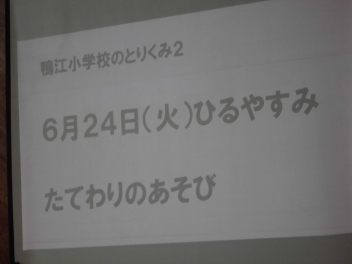 鴨江小学校のとりくみ2
6月24日(火)ひるやすみ
たてわりのあそび